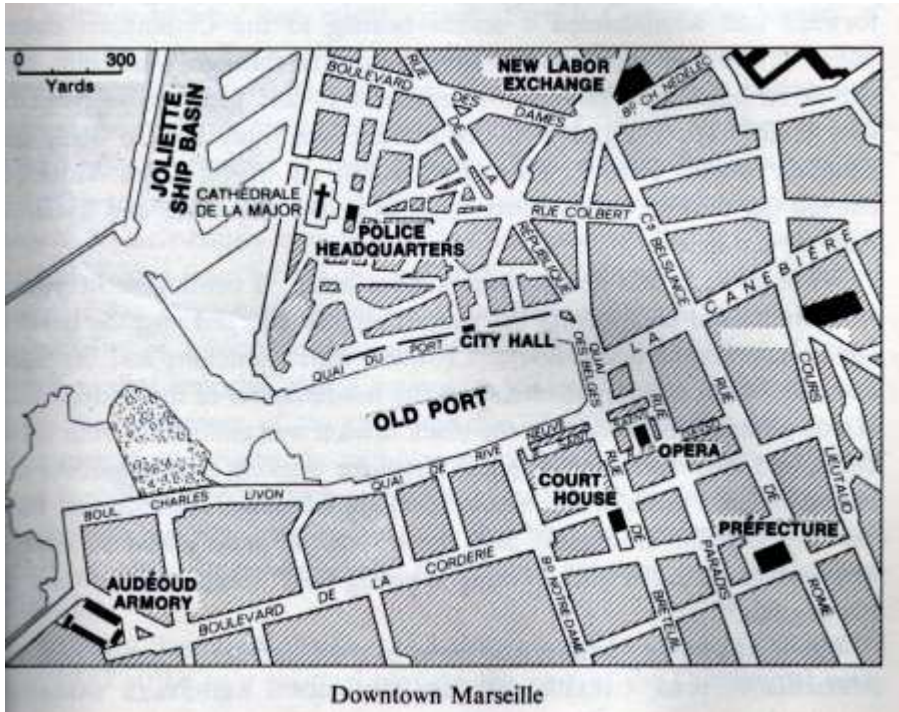 0 300
Yards
JOLIETTE
SHIP BASIN
BOULEVARD DES DAMES
RUE DE LA RÉPUBLIQUE
NEW LABOR
EXCHANGE
BD CH. NÉDELEC
CATHÉDRALE
DE LA MAJOR
POLICE
HEADQUARTERS
RUE COLBERT
CS BELSUNCE
LA CANEBIÈRE
QUAI DU PORT
CITY HALL
QUAI
DES BELGES
OLD PORT
QUAI DE RIVE NEUVE
RUE
OPERA
COURT
HOUSE
RUE DE BRETEUIL
RUE DE PARADIS
RUE DE ROME
COURS LIEUTAUD
PRÉFECTURE
BOUL CHARLES LIVON
AUDÉOUD
ARMORY
BOULEVARD DE LA CORDERIE
BD NOTRE DAME
Downtown Marseille